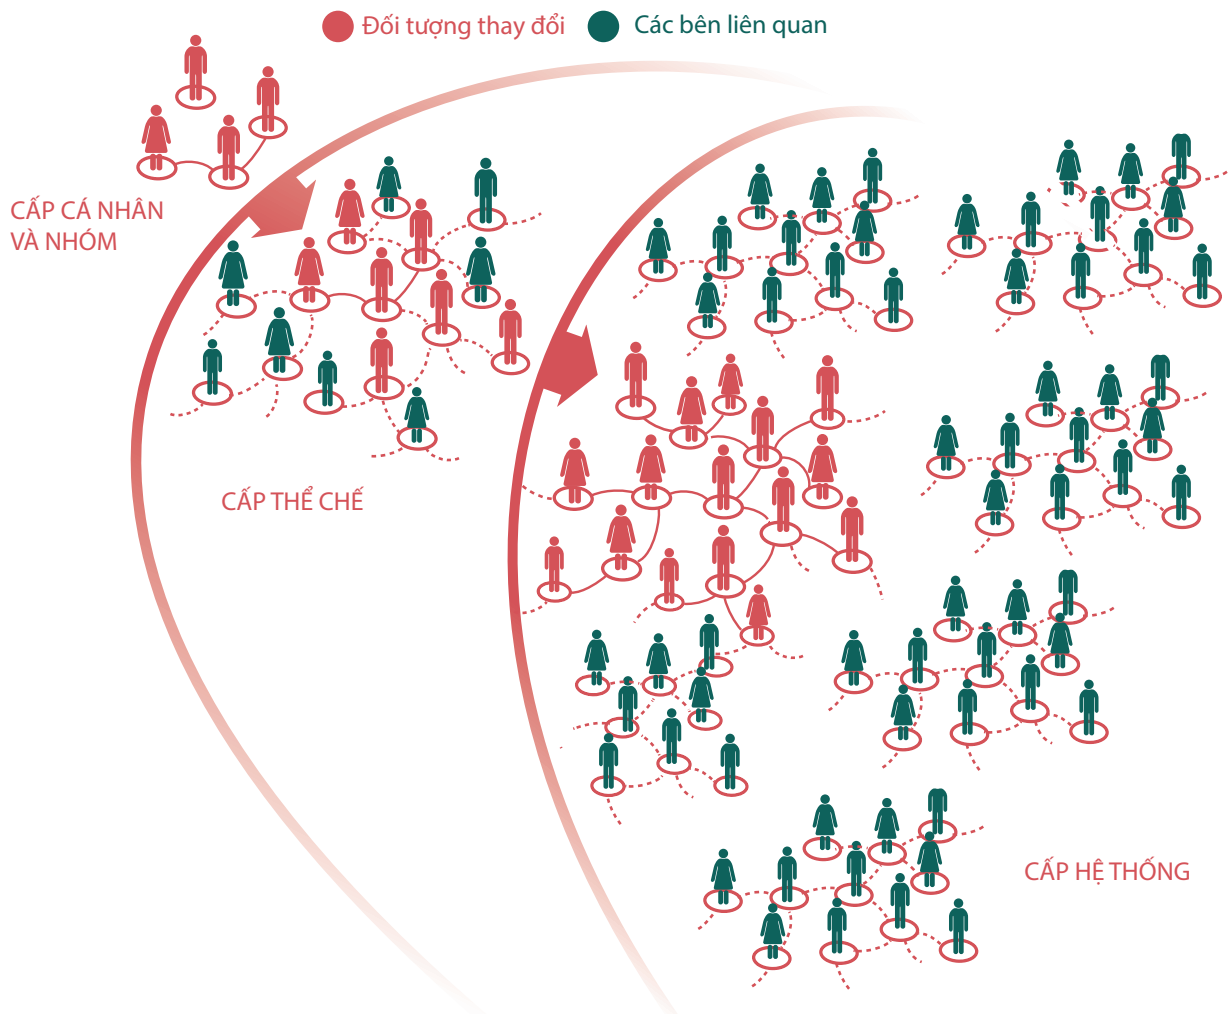 Đối tượng thay đổi
Các bên liên quan
CẤP CÁ NHÂN
VÀ NHÓM
CẤP THỂ CHẾ
CẤP HỆ THỐNG